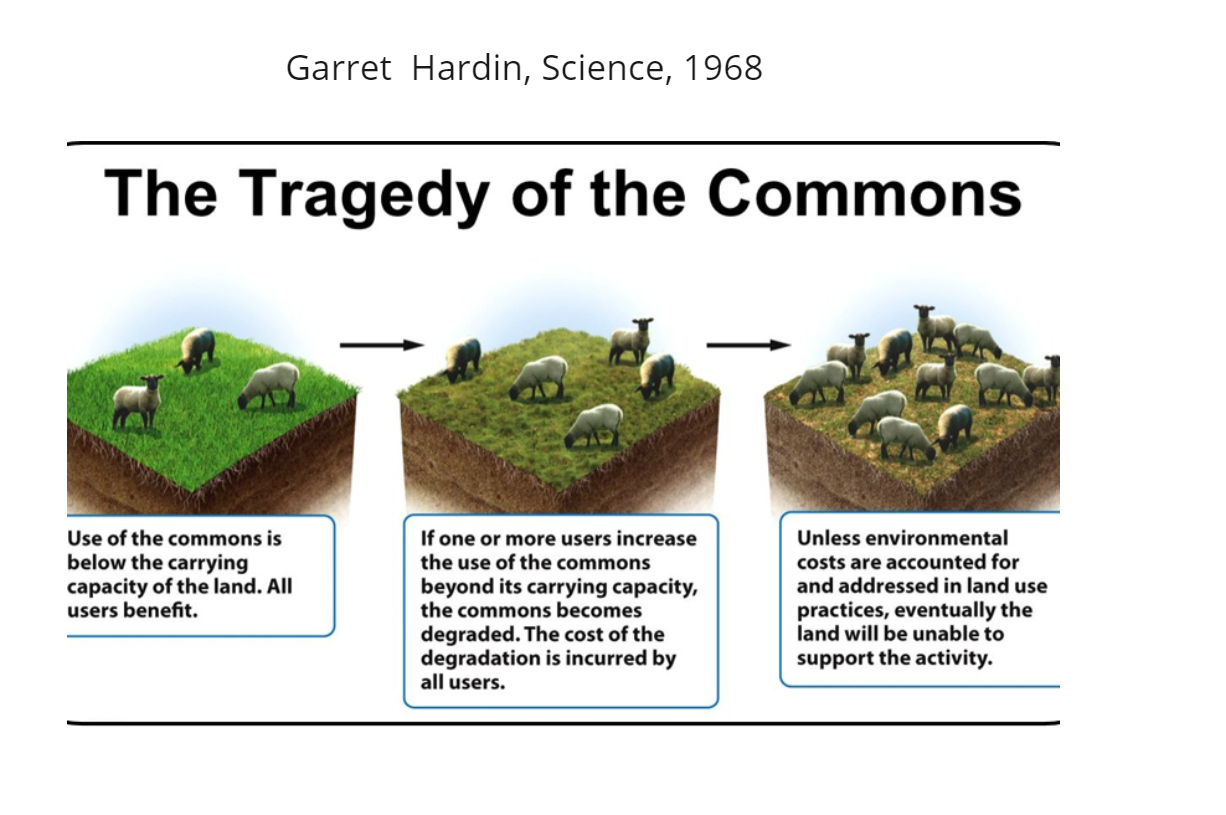 Garret  Hardin, Science, 1968
The Tragedy of the Commons
Use of the commons is
below the carrying
capacity of the land. All
users benefit.
If one or more users increase
the use of the commons
beyond its carrying capacity,
the commons becomes
degraded. The cost of the
degradation is incurred by
all users.
Unless environmental
costs are accounted for
and addressed in land use
practices, eventually the
land will be unable to
support the activity.